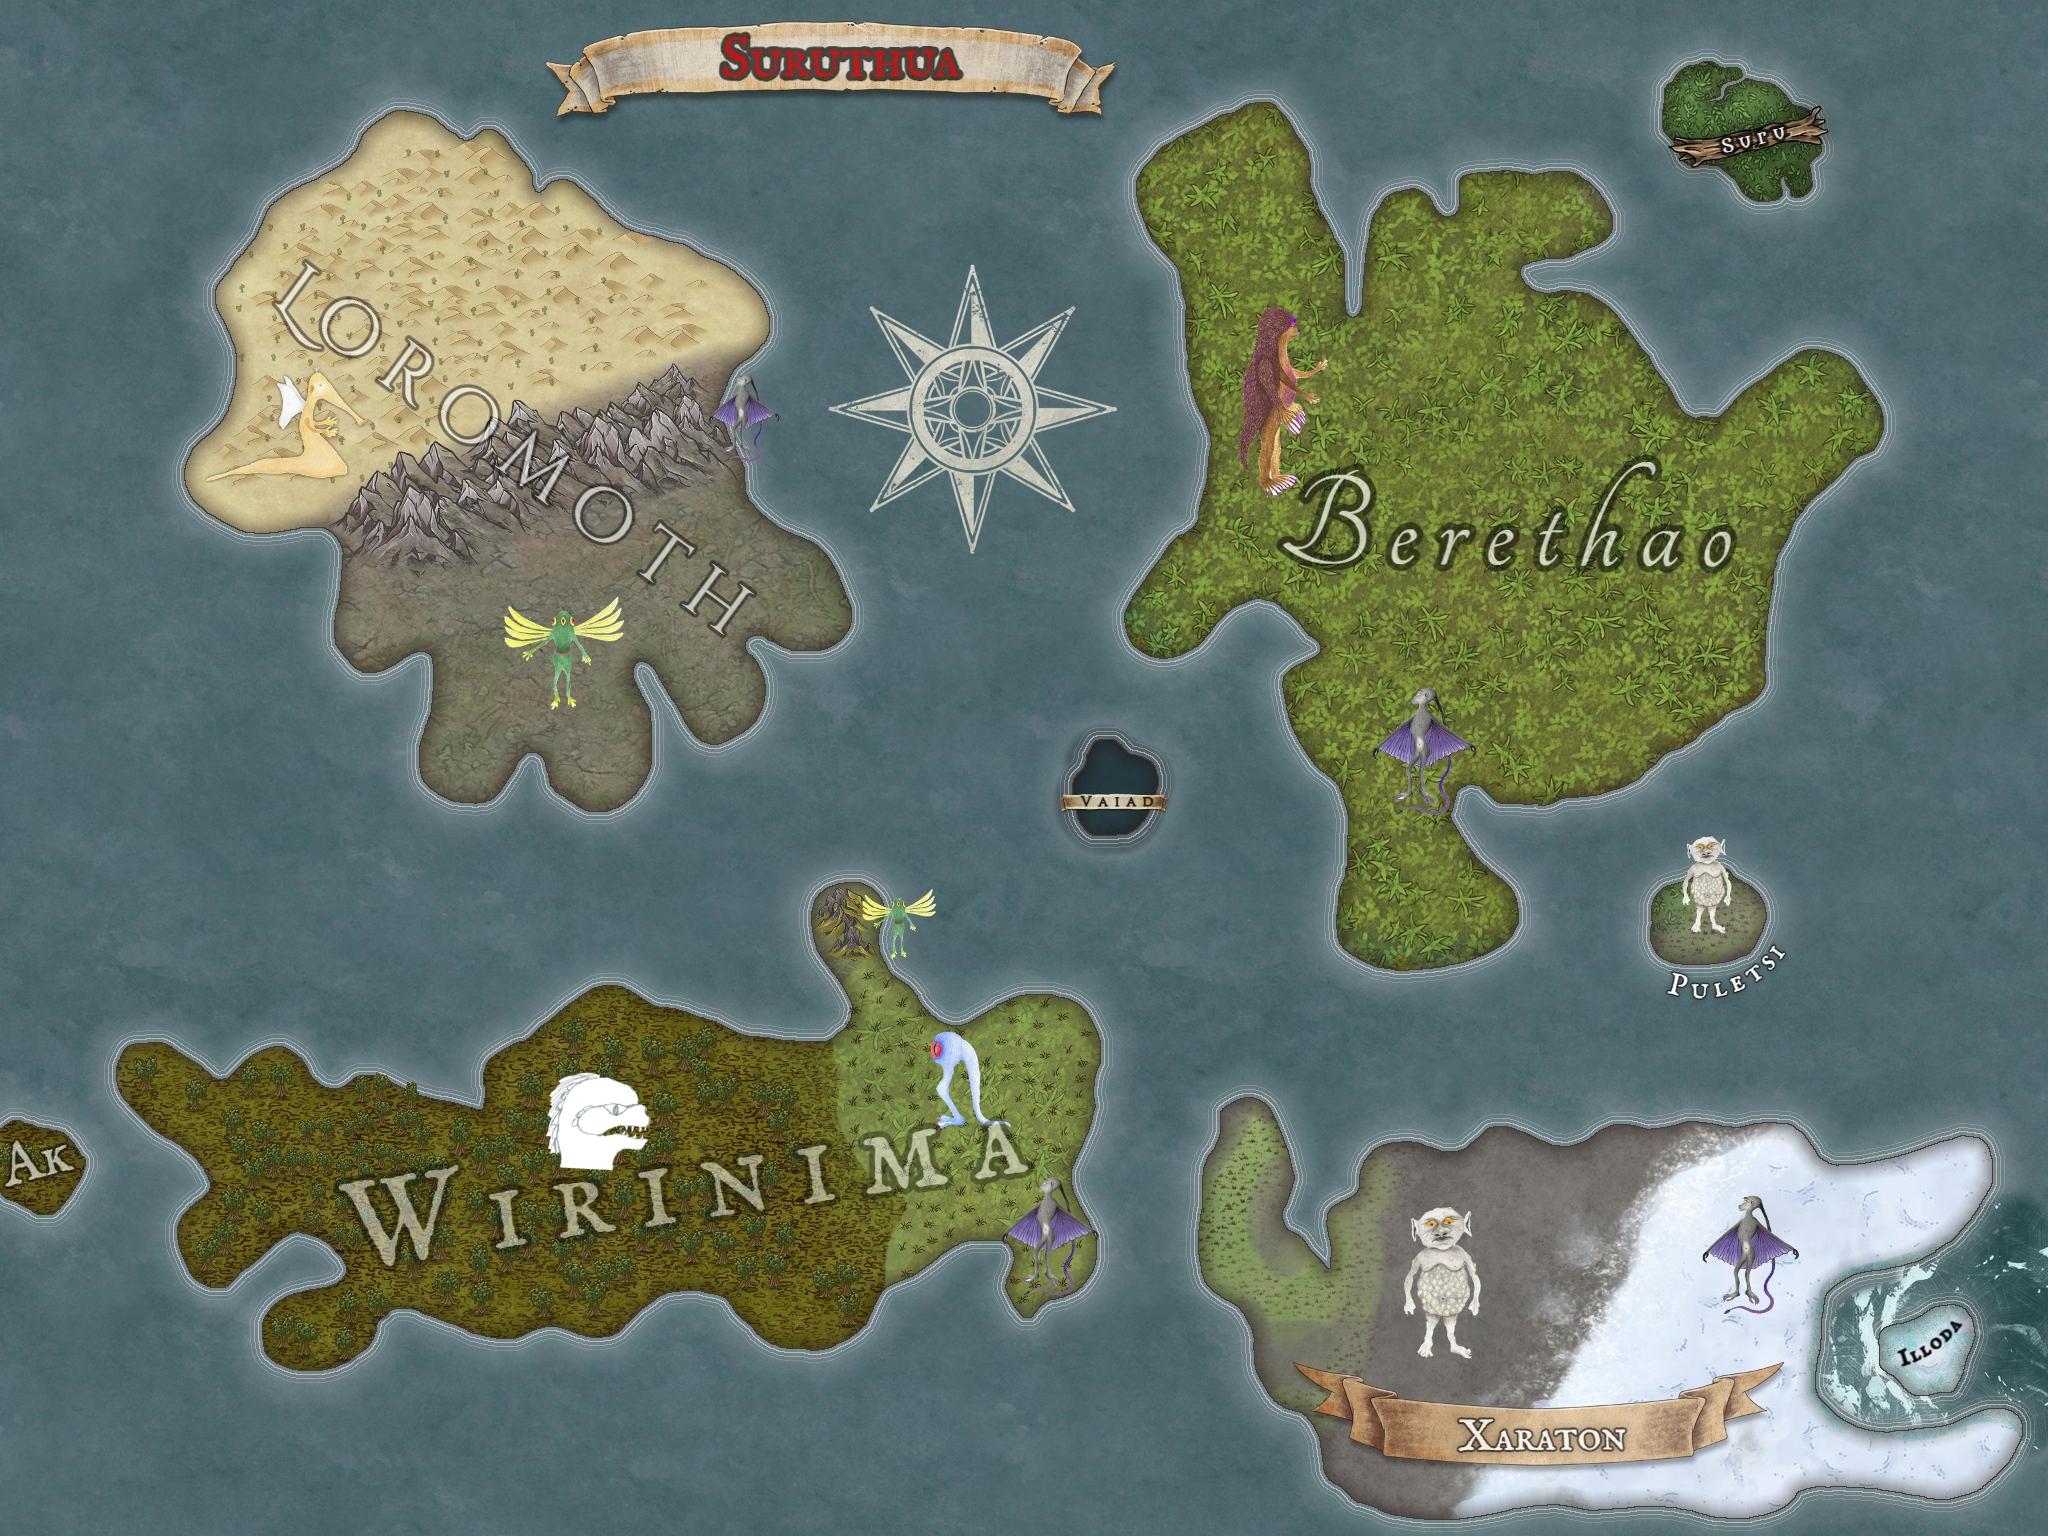 Suruthua
Suru
Loromoth
Berethao
Vaiad
Puletsi
Ak
Wirinima
Illoda
Xaraton